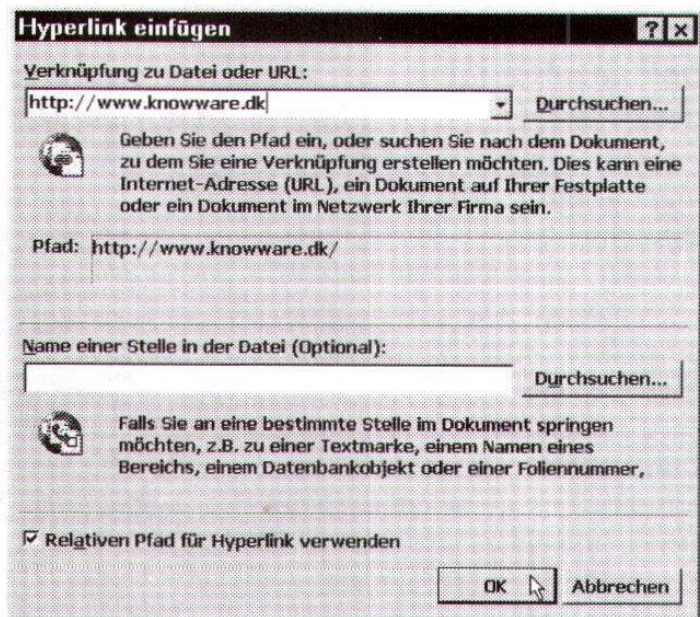 Hyperlink einfügen
Verknüpfung zu Datei oder URL:
http://www.knowware.dk
Durchsuchen...
Geben Sie den Pfad ein, oder suchen Sie nach dem Dokument,
zu dem Sie eine Verknüpfung erstellen möchten. Dies kann eine
Internet-Adresse (URL), ein Dokument auf Ihrer Festplatte
oder ein Dokument im Netzwerk Ihrer Firma sein.
Pfad: http://www.knowware.dk/
Name einer Stelle in der Datei (Optional):
Durchsuchen...
Falls Sie an eine bestimmte Stelle im Dokument springen
möchten, z.B. zu einer Textmarke, einem Namen eines
Bereichs, einem Datenbankobjekt oder einer Foliennummer,
Relativen Pfad für Hyperlink verwenden
OK Abbrechen